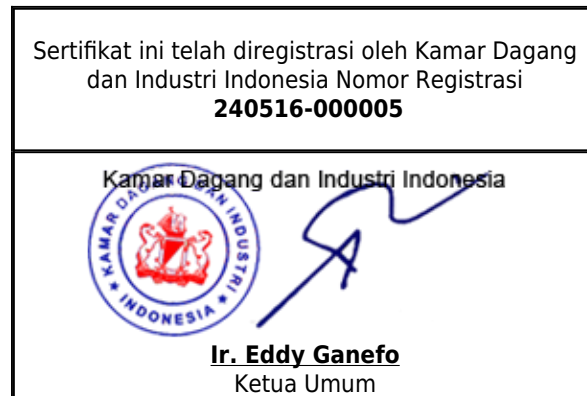 Sertifikat ini telah diregistrasi oleh Kamar Dagang
dan Industri Indonesia Nomor Registrasi
240516-000005
Kamar Dagang dan Industri Indonesia
KAMAR DAGANG DAN INDUSTRI
INDONESIA
Ir. Eddy Ganefo
Ketua Umum